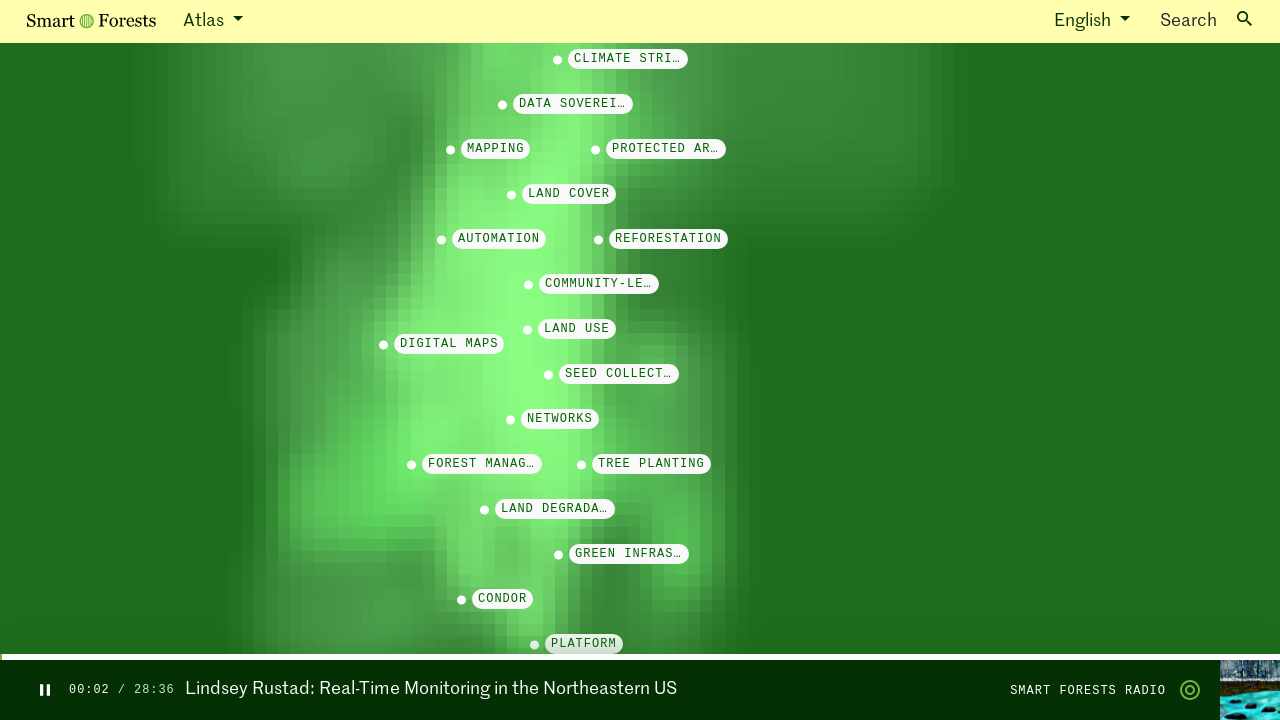 Smart Forests Atlas English Search
CLIMATE STRI…
DATA SOVEREI…
MAPPING PROTECTED AR…
LAND COVER
AUTOMATION REFORESTATION
COMMUNITY-LE…
LAND USE
DIGITAL MAPS
SEED COLLECT…
NETWORKS
FOREST MANAG… TREE PLANTING
LAND DEGRADA…
GREEN INFRAS…
CONDOR
PLATFORM
00:02 / 28:36 Lindsey Rustad: Real-Time Monitoring in the Northeastern US SMART FORESTS RADIO